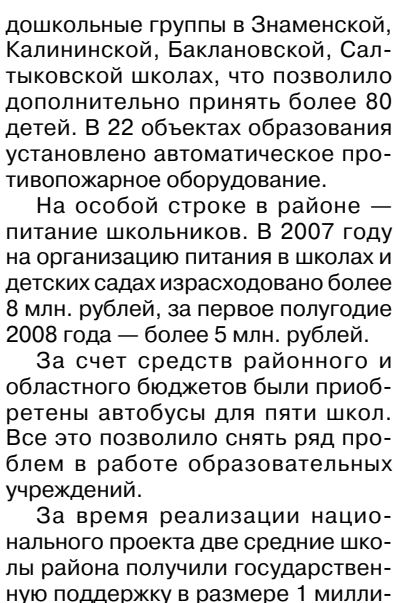 дошкольные группы в Знаменской,
Калининской, Баклановской, Сал-
тыковской школах, что позволило
дополнительно принять более 80
детей. В 22 объектах образования
установлено автоматическое про-
тивопожарное оборудование.
На особой строке в районе —
питание школьников. В 2007 году
на организацию питания в школах и
детских садах израсходовано более
8 млн. рублей, за первое полугодие
2008 года — более 5 млн. рублей.
За счет средств районного и
областного бюджетов были приоб-
ретены автобусы для пяти школ.
Все это позволило снять ряд про-
блем в работе образовательных
учреждений.
За время реализации нацио-
нального проекта две средние шко-
лы района получили государствен-
ную поддержку в размере 1 милли-